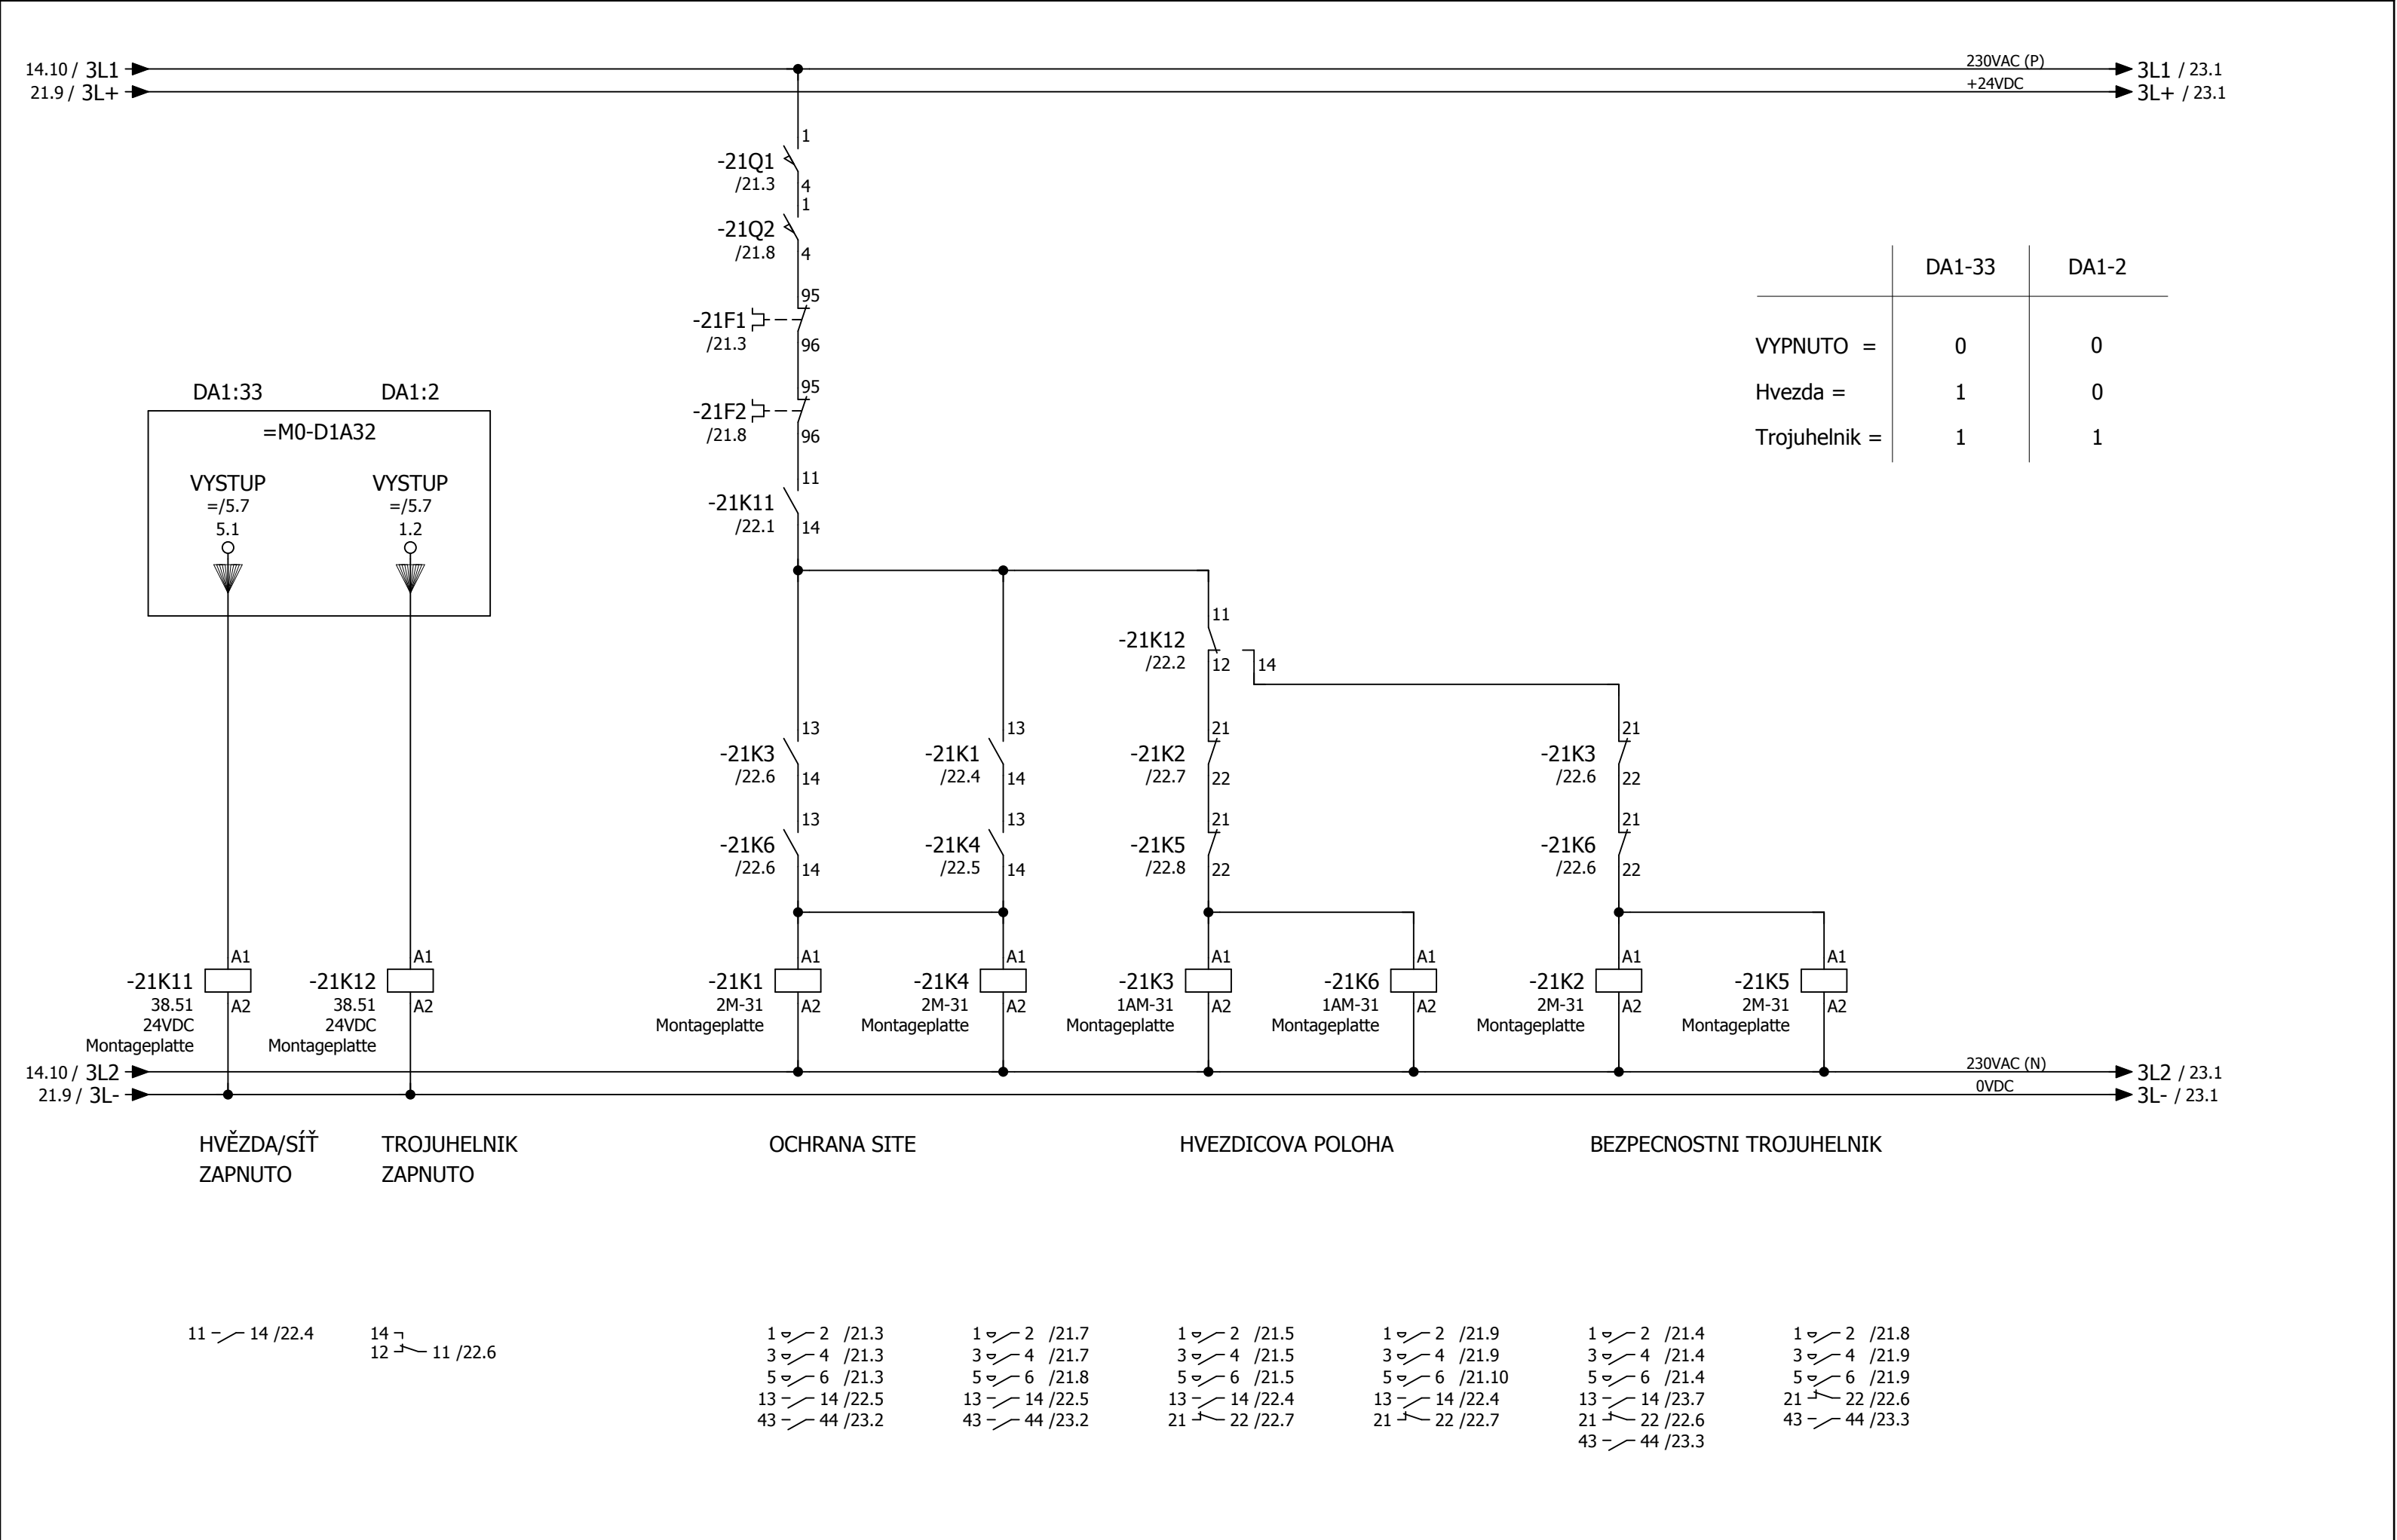 14.10 / 3L1
230VAC (P)
3L1 / 23.1
21.9 / 3L+
+24VDC
3L+ / 23.1
1
-21Q1
/21.3
4
1
-21Q2
/21.8
4
DA1-33 DA1-2
95
-21F1
/21.3
96
VYPNUTO = 0 0
95
Hvezda = 1 0
-21F2
/21.8
96
Trojuhelnik = 1 1
DA1:33 DA1:2
=M0-D1A32
VYSTUP VYSTUP
=/5.7 =/5.7
5.1 1.2
11
-21K11
/22.1
14
11
-21K12
/22.2
12 14
13 13 21 21
-21K3 -21K1 -21K2 -21K3
/22.6 14 /22.4 14 /22.7 22 /22.6 22
13 13 21 21
-21K6 -21K4 -21K5 -21K6
/22.6 14 /22.5 14 /22.8 22 /22.6 22
A1 A1 A1 A1 A1 A1 A1 A1
-21K11 -21K12 -21K1 -21K4 -21K3 -21K6 -21K2 -21K5
38.51 A2 38.51 A2 2M-31 A2 2M-31 A2 1AM-31 A2 1AM-31 A2 2M-31 A2 2M-31 A2
24VDC 24VDC Montageplatte Montageplatte Montageplatte Montageplatte Montageplatte Montageplatte
Montageplatte Montageplatte
14.10 / 3L2
230VAC (N)
3L2 / 23.1
21.9 / 3L-
0VDC
3L- / 23.1
HVĚZDA/SÍŤ TROJUHELNIK OCHRANA SITE HVEZDICOVA POLOHA BEZPECNOSTNI TROJUHELNIK
ZAPNUTO ZAPNUTO
11 14 /22.4
14
12 11 /22.6
1 2 /21.3
3 4 /21.3
5 6 /21.3
13 14 /22.5
43 44 /23.2
1 2 /21.7
3 4 /21.7
5 6 /21.8
13 14 /22.5
43 44 /23.2
1 2 /21.5
3 4 /21.5
5 6 /21.5
13 14 /22.4
21 22 /22.7
1 2 /21.9
3 4 /21.9
5 6 /21.10
13 14 /22.4
21 22 /22.7
1 2 /21.4
3 4 /21.4
5 6 /21.4
13 14 /23.7
21 22 /22.6
43 44 /23.3
1 2 /21.8
3 4 /21.9
5 6 /21.9
21 22 /22.6
43 44 /23.3